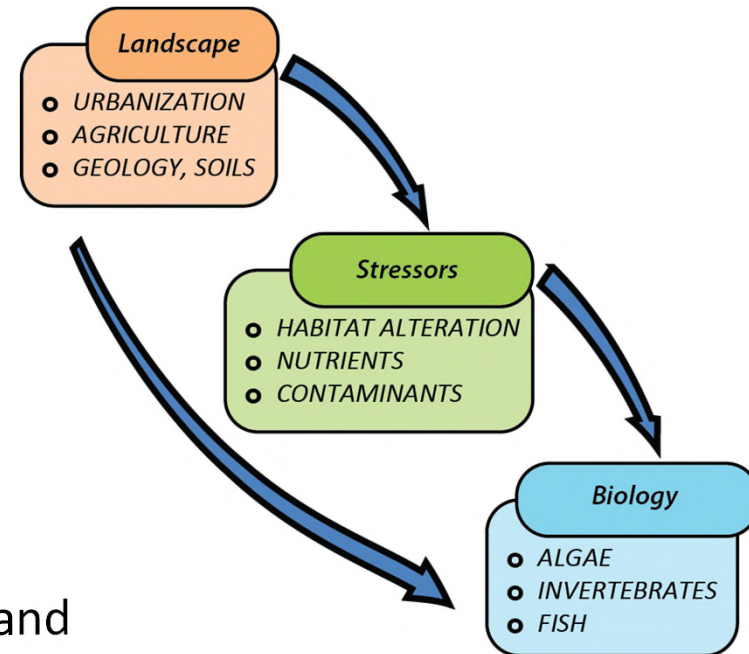 Landscape
URBANIZATION
AGRICULTURE
GEOLOGY, SOILS
Stressors
HABITAT ALTERATION
NUTRIENTS
CONTAMINANTS
Biology
ALGAE
INVERTEBRATES
FISH
and